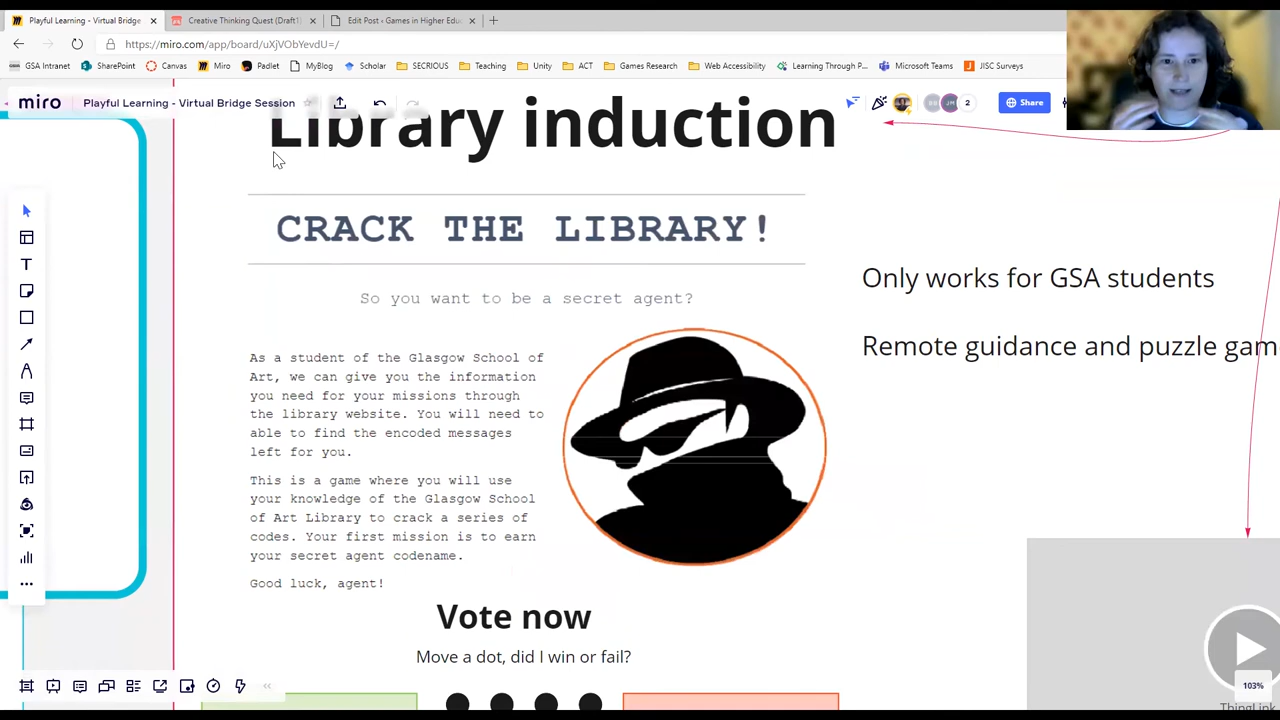 Playful Learning - Virtual Bridge
Creative Thinking Quest (Draft1)
Edit Post ‹ Games in Higher Edu
https://miro.com/app/board/uXjVObYevdU=/
GSA Intranet
SharePoint
Canvas
Miro
Padlet
MyBlog
Scholar
SECRIOUS
Teaching
Unity
ACT
Games Research
Web Accessibility
Learning Through P...
Microsoft Teams
JISC Surveys
miro
Playful Learning - Virtual Bridge Session
BB
JM
2
Share
Library induction
CRACK THE LIBRARY!
So you want to be a secret agent?
As a student of the Glasgow School of
Art, we can give you the information
you need for your missions through
the library website. You will need to
able to find the encoded messages
left for you.
This is a game where you will use
your knowledge of the Glasgow School
of Art Library to crack a series of
codes. Your first mission is to earn
your secret agent codename.
Good luck, agent!
Only works for GSA students
Remote guidance and puzzle gam
Vote now
Move a dot, did I win or fail?
103%
ThingLink